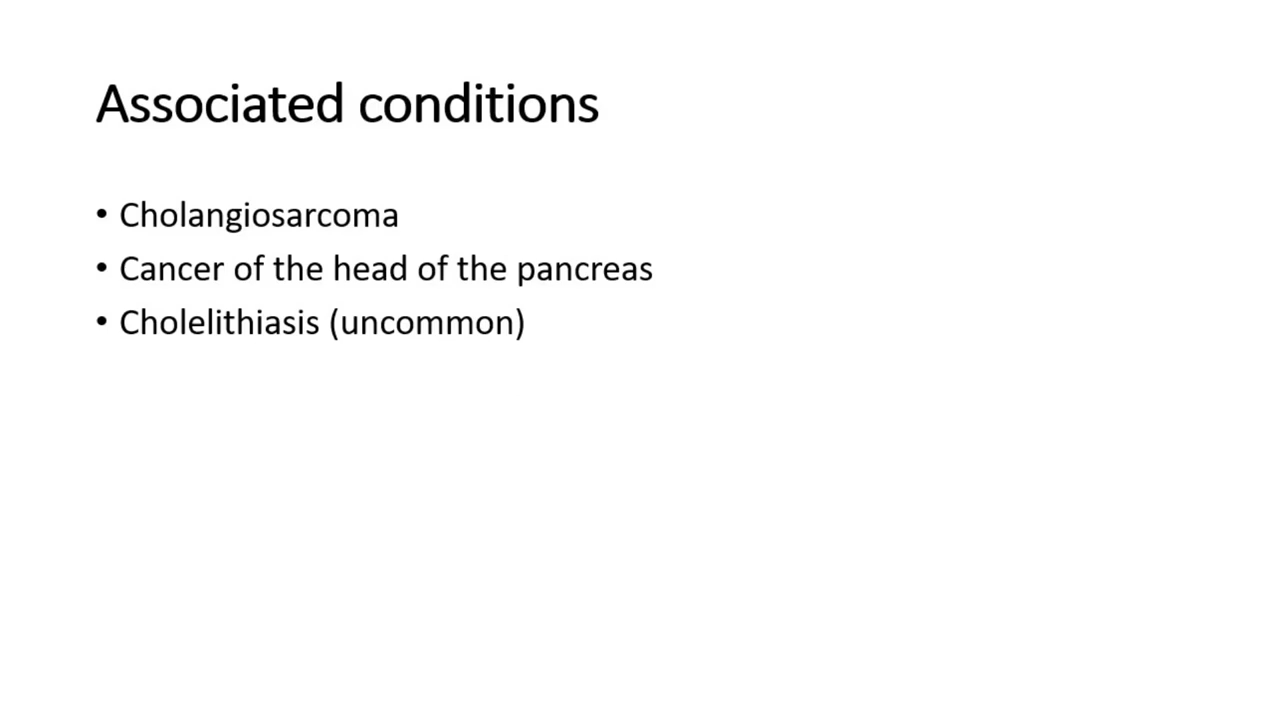 Associated conditions
• Cholangiosarcoma
• Cancer of the head of the pancreas
• Cholelithiasis (uncommon)